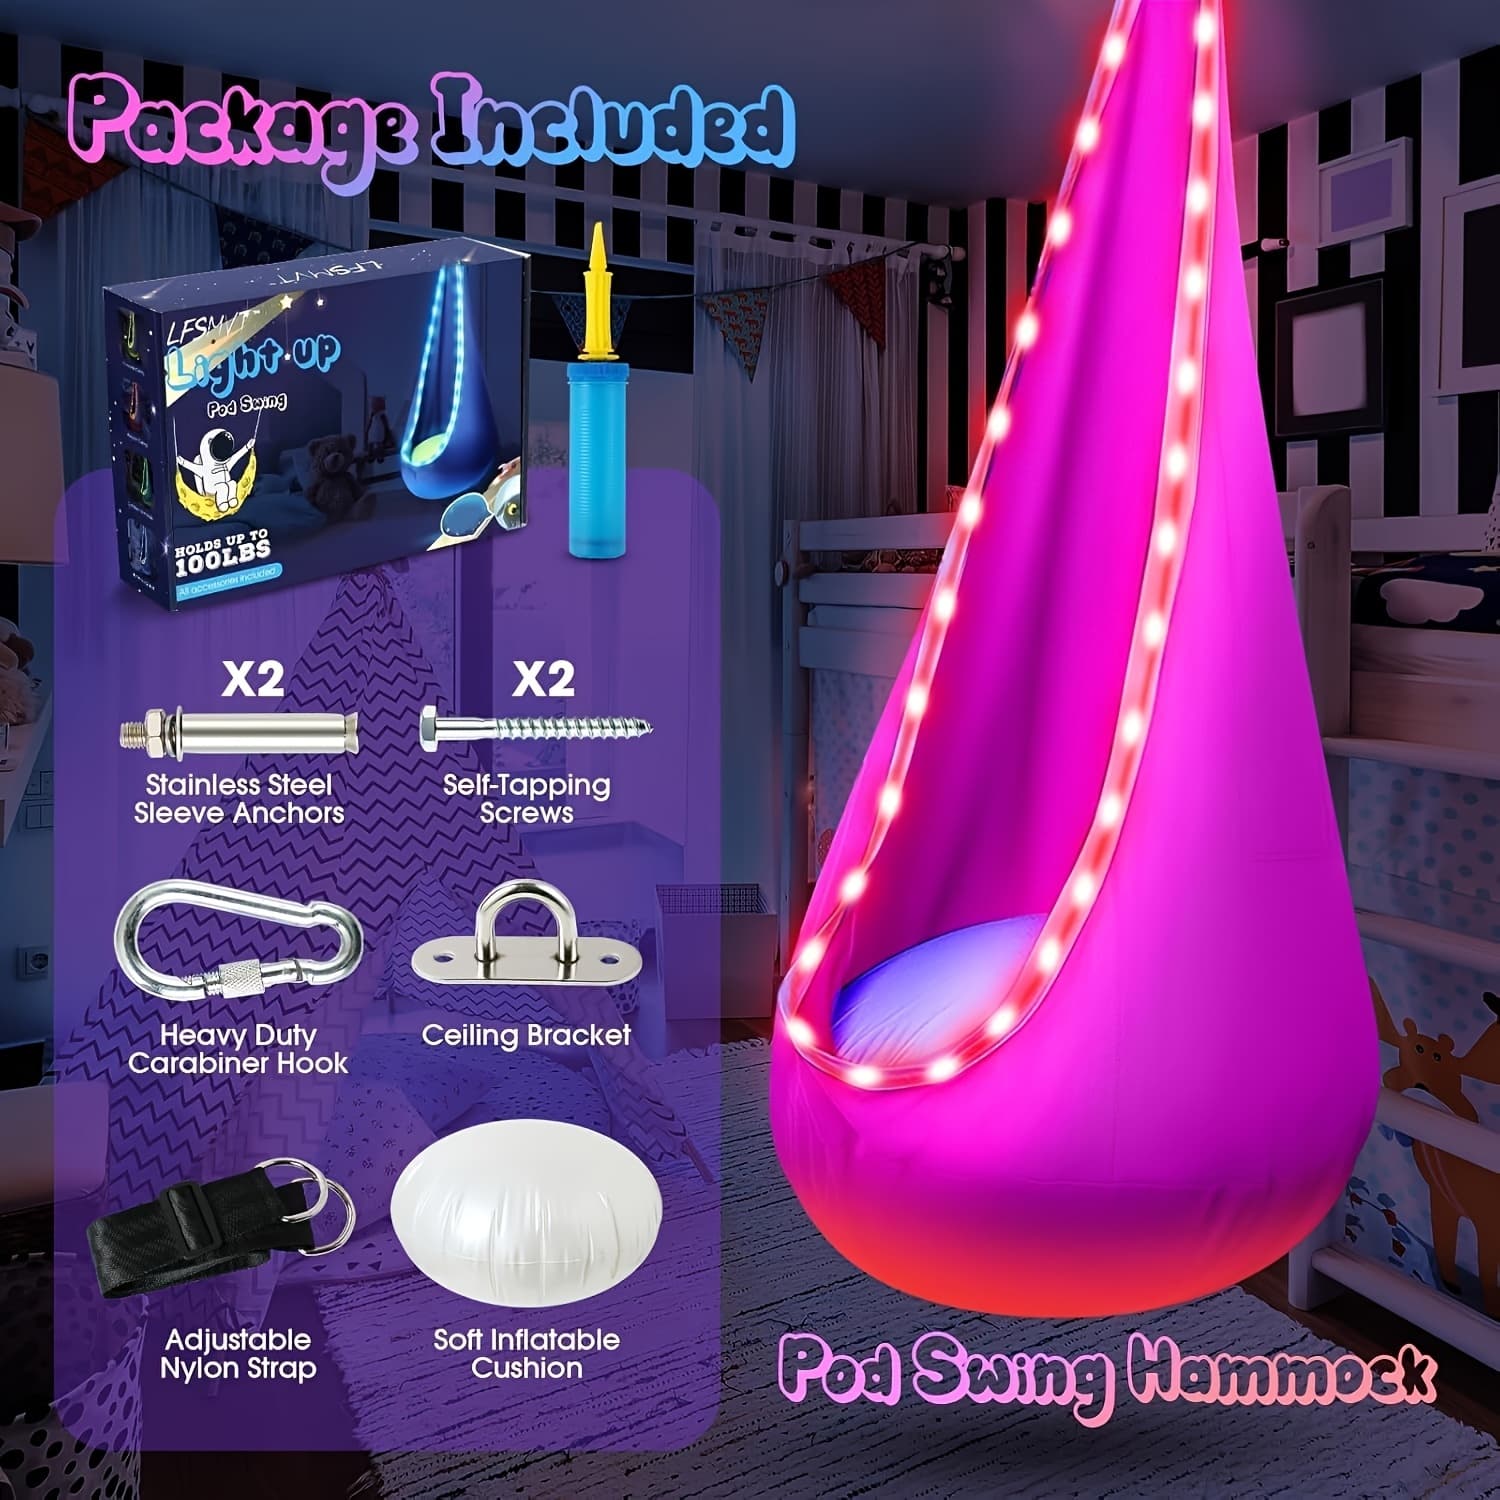 Package Included
LFSMVT
LFSMVT
Light up
Pod Swing
HOLDS UP TO
100LBS
All accessories included
X2
X2
Stainless Steel
Sleeve Anchors
Self-Tapping
Screws
Heavy Duty
Carabiner Hook
Ceiling Bracket
Adjustable
Nylon Strap
Soft Inflatable
Cushion
Pod Swing Hammock